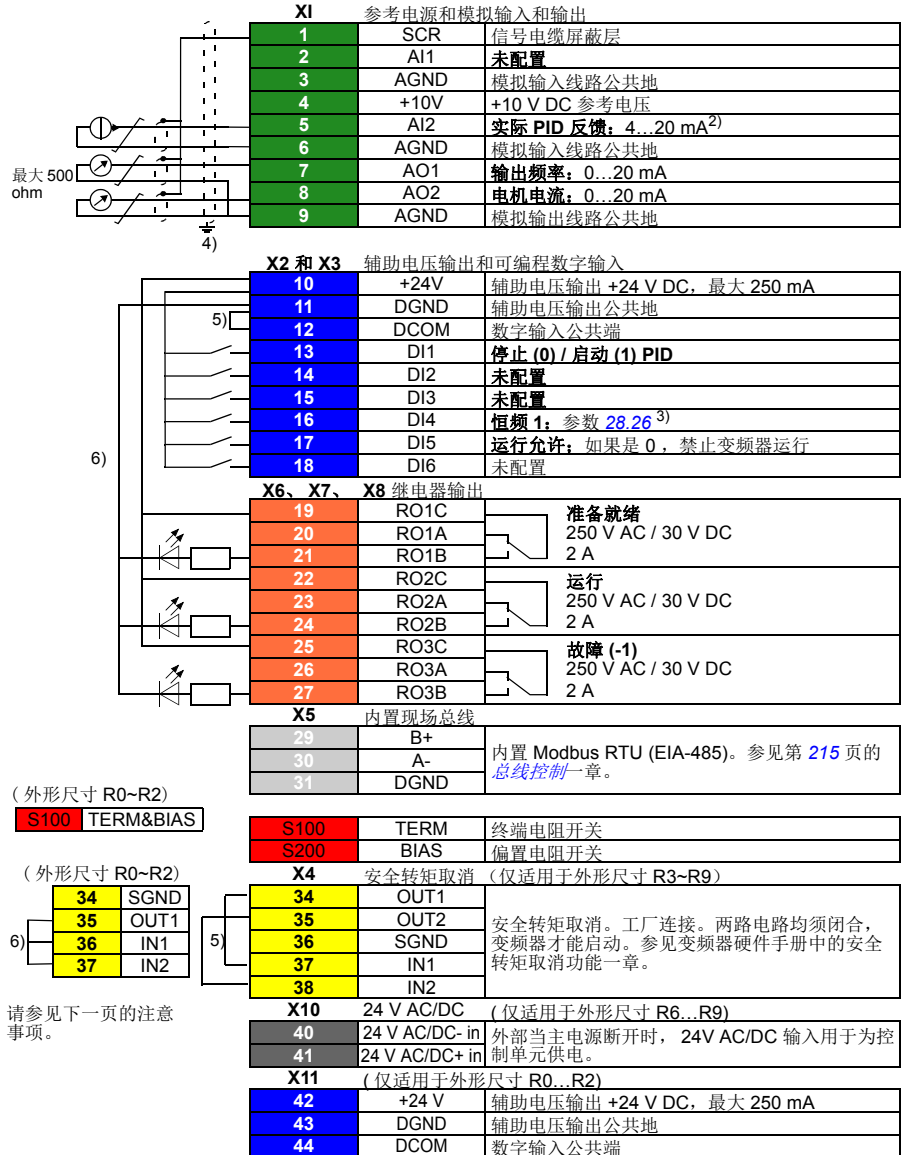 XI 参考电源和模拟输入和输出
1 SCR 信号电缆屏蔽层
2 AI1 未配置
3 AGND 模拟输入线路公共地
4 +10V +10 V DC 参考电压
5 AI2 实际 PID 反馈：4…20 mA2)
6 AGND 模拟输入线路公共地
最大 500 ohm
7 AO1 输出频率：0…20 mA
8 AO2 电机电流：0…20 mA
9 AGND 模拟输出线路公共地
4)
X2 和 X3 辅助电压输出和可编程数字输入
10 +24V 辅助电压输出 +24 V DC，最大 250 mA
11 DGND 辅助电压输出公共地
5)
12 DCOM 数字输入公共端
13 DI1 停止 (0) / 启动 (1) PID
14 DI2 未配置
15 DI3 未配置
16 DI4 恒频 1：参数 28.26 3)
17 DI5 运行允许；如果是 0 ，禁止变频器运行
6)
18 DI6 未配置
X6、 X7、 X8 继电器输出
19 RO1C 准备就绪
20 RO1A 250 V AC / 30 V DC
21 RO1B 2 A
22 RO2C 运行
23 RO2A 250 V AC / 30 V DC
24 RO2B 2 A
25 RO3C 故障 (-1)
26 RO3A 250 V AC / 30 V DC
27 RO3B 2 A
X5 内置现场总线
29 B+
30 A-
31 DGND
内置 Modbus RTU (EIA-485)。参见第 215 页的
总线控制一章。
( 外形尺寸 R0~R2)
S100 TERM&BIAS
S100 TERM 终端电阻开关
S200 BIAS 偏置电阻开关
X4 安全转矩取消 （仅适用于外形尺寸 R3~R9）
34 OUT1
35 OUT2
36 SGND
37 IN1
38 IN2
5)
安全转矩取消。工厂连接。两路电路均须闭合，
变频器才能启动。参见变频器硬件手册中的安全
转矩取消功能一章。
( 外形尺寸 R0~R2)
34 SGND
35 OUT1
6)
36 IN1
37 IN2
请参见下一页的注意
事项。
X10 24 V AC/DC ( 仅适用于外形尺寸 R6…R9)
40 24 V AC/DC- in
41 24 V AC/DC+ in
外部当主电源断开时， 24V AC/DC 输入用于为控
制单元供电。
X11 ( 仅适用于外形尺寸 R0…R2)
42 +24 V 辅助电压输出 +24 V DC，最大 250 mA
43 DGND 辅助电压输出公共地
44 DCOM 数字输入公共端